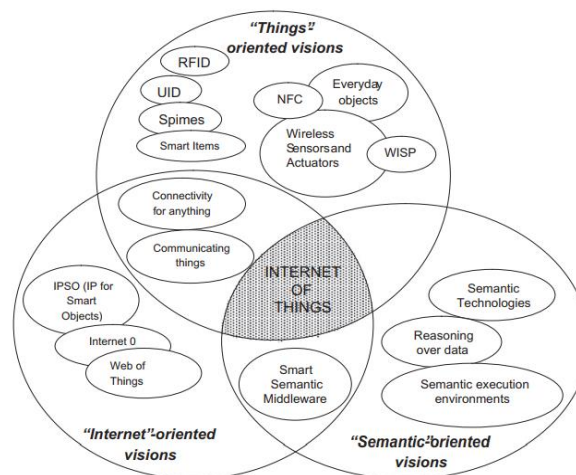 "Things"-
oriented visions
RFID
UID
Spimes
Smart Items
NFC
Everyday
objects
Wireless
Sensors and
Actuators
WISP
Connectivity
for anything
Communicating
things
INTERNET
OF
THINGS
IPSO (IP for
Smart
Objects)
Internet 0
Web of
Things
Semantic
Technologies
Reasoning
over data
Semantic execution
environments
Smart
Semantic
Middleware
"Internet"-oriented
visions
"Semantic"-oriented
visions